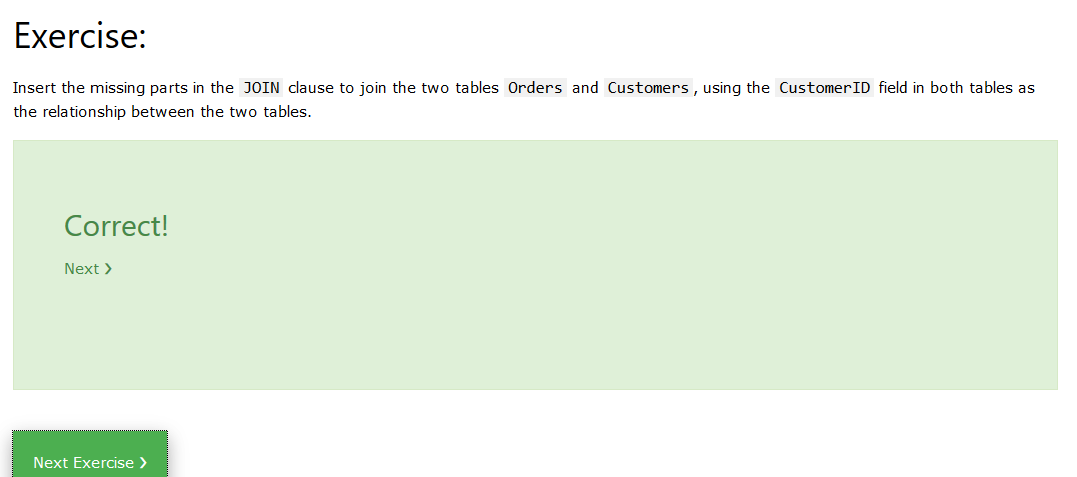 Exercise:
Insert the missing parts in the JOIN clause to join the two tables Orders and Customers, using the CustomerID field in both tables as
the relationship between the two tables.
Correct!
Next ❯
Next Exercise ❯